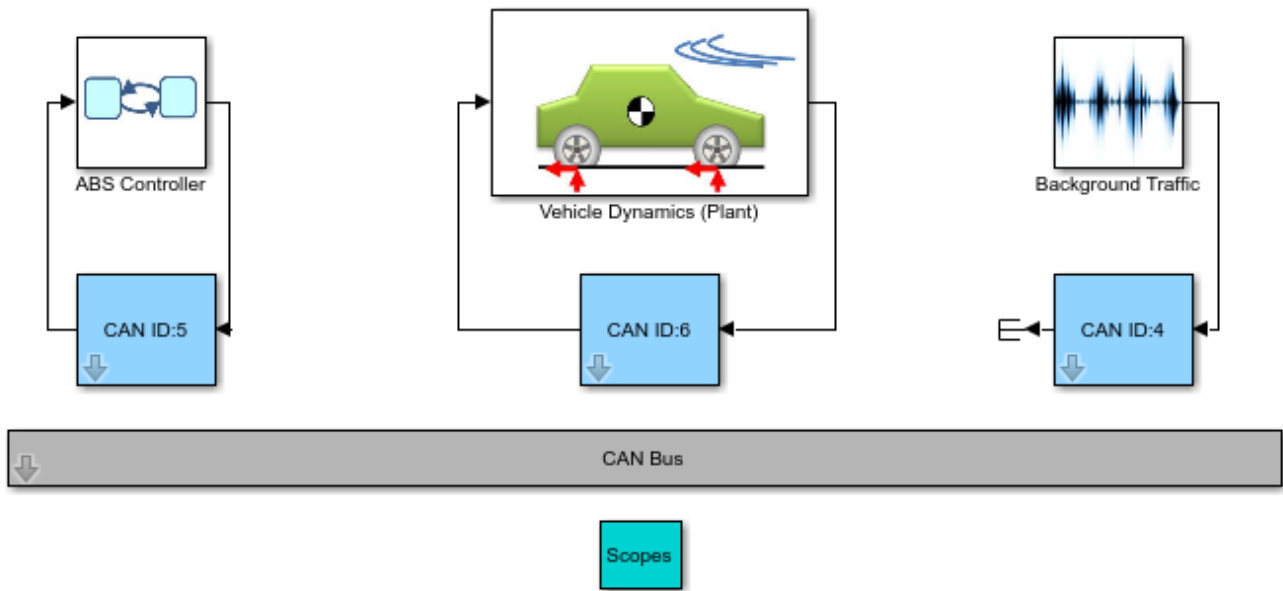 ABS Controller
Vehicle Dynamics (Plant)
Background Traffic
CAN ID:5
CAN ID:6
CAN ID:4
CAN Bus
Scopes